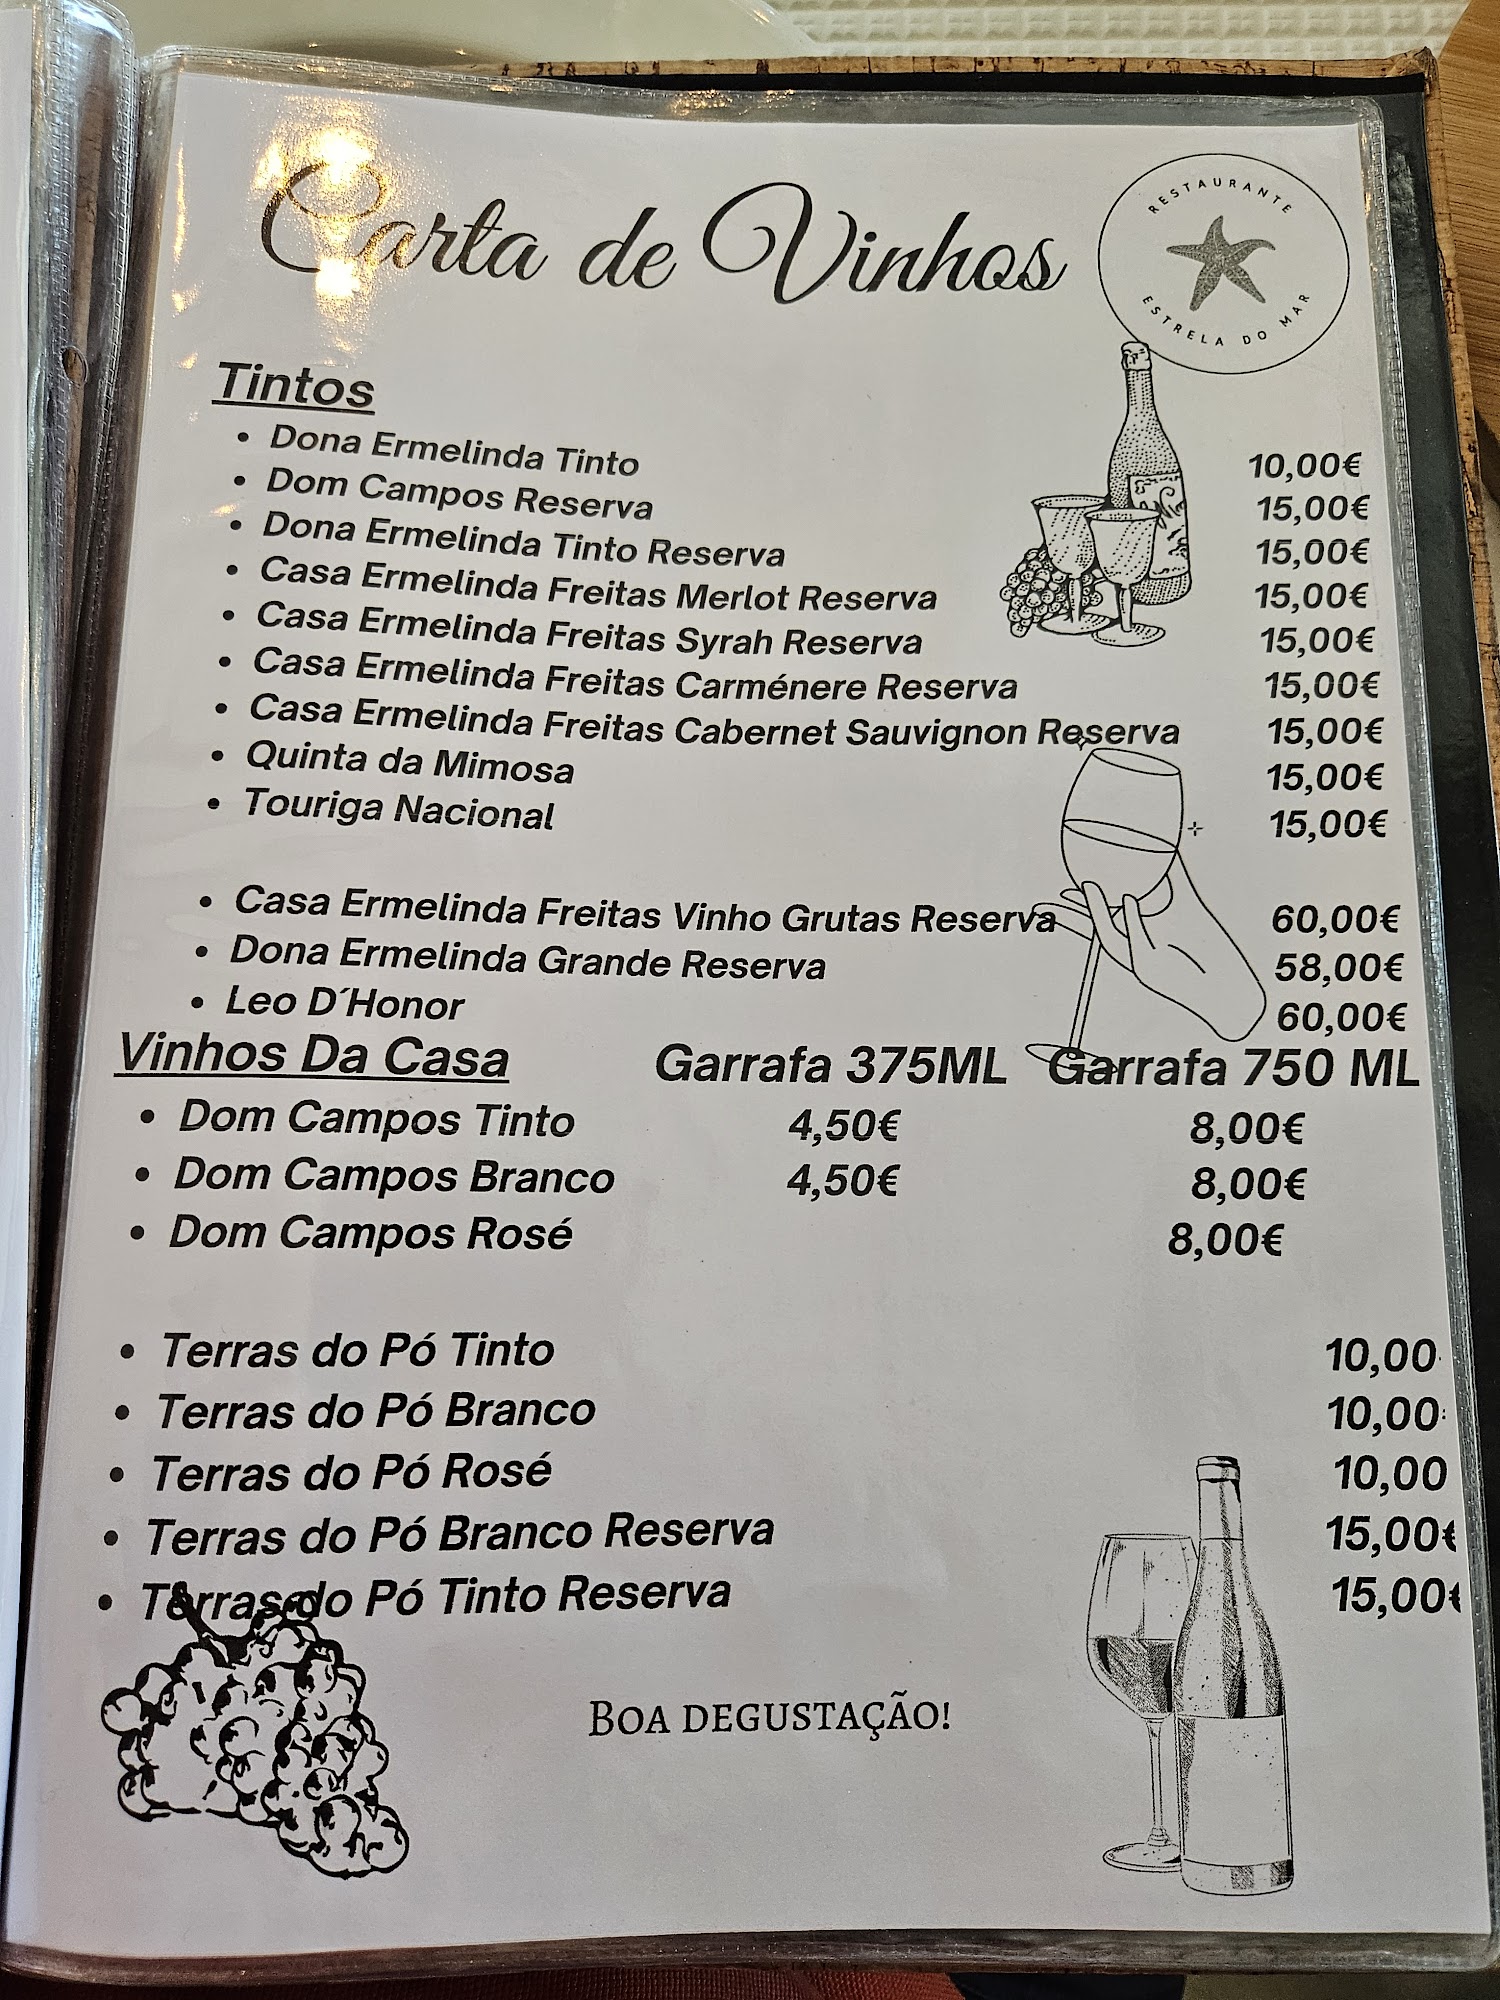 Carta de Vinhos
RESTAURANTE
ESTRELA DO MAR
Tintos
• Dona Ermelinda Tinto 10,00€
• Dom Campos Reserva 15,00€
• Dona Ermelinda Tinto Reserva 15,00€
• Casa Ermelinda Freitas Merlot Reserva 15,00€
• Casa Ermelinda Freitas Syrah Reserva 15,00€
• Casa Ermelinda Freitas Carménere Reserva 15,00€
• Casa Ermelinda Freitas Cabernet Sauvignon Reserva 15,00€
• Quinta da Mimosa 15,00€
• Touriga Nacional 15,00€
• Casa Ermelinda Freitas Vinho Grutas Reserva 60,00€
• Dona Ermelinda Grande Reserva 58,00€
• Leo D´Honor 60,00€
Vinhos Da Casa Garrafa 375ML Garrafa 750 ML
• Dom Campos Tinto 4,50€ 8,00€
• Dom Campos Branco 4,50€ 8,00€
• Dom Campos Rosé 8,00€
• Terras do Pó Tinto 10,00
• Terras do Pó Branco 10,00
• Terras do Pó Rosé 10,00
• Terras do Pó Branco Reserva 15,00€
• Terras do Pó Tinto Reserva 15,00€
BOA DEGUSTAÇÃO!